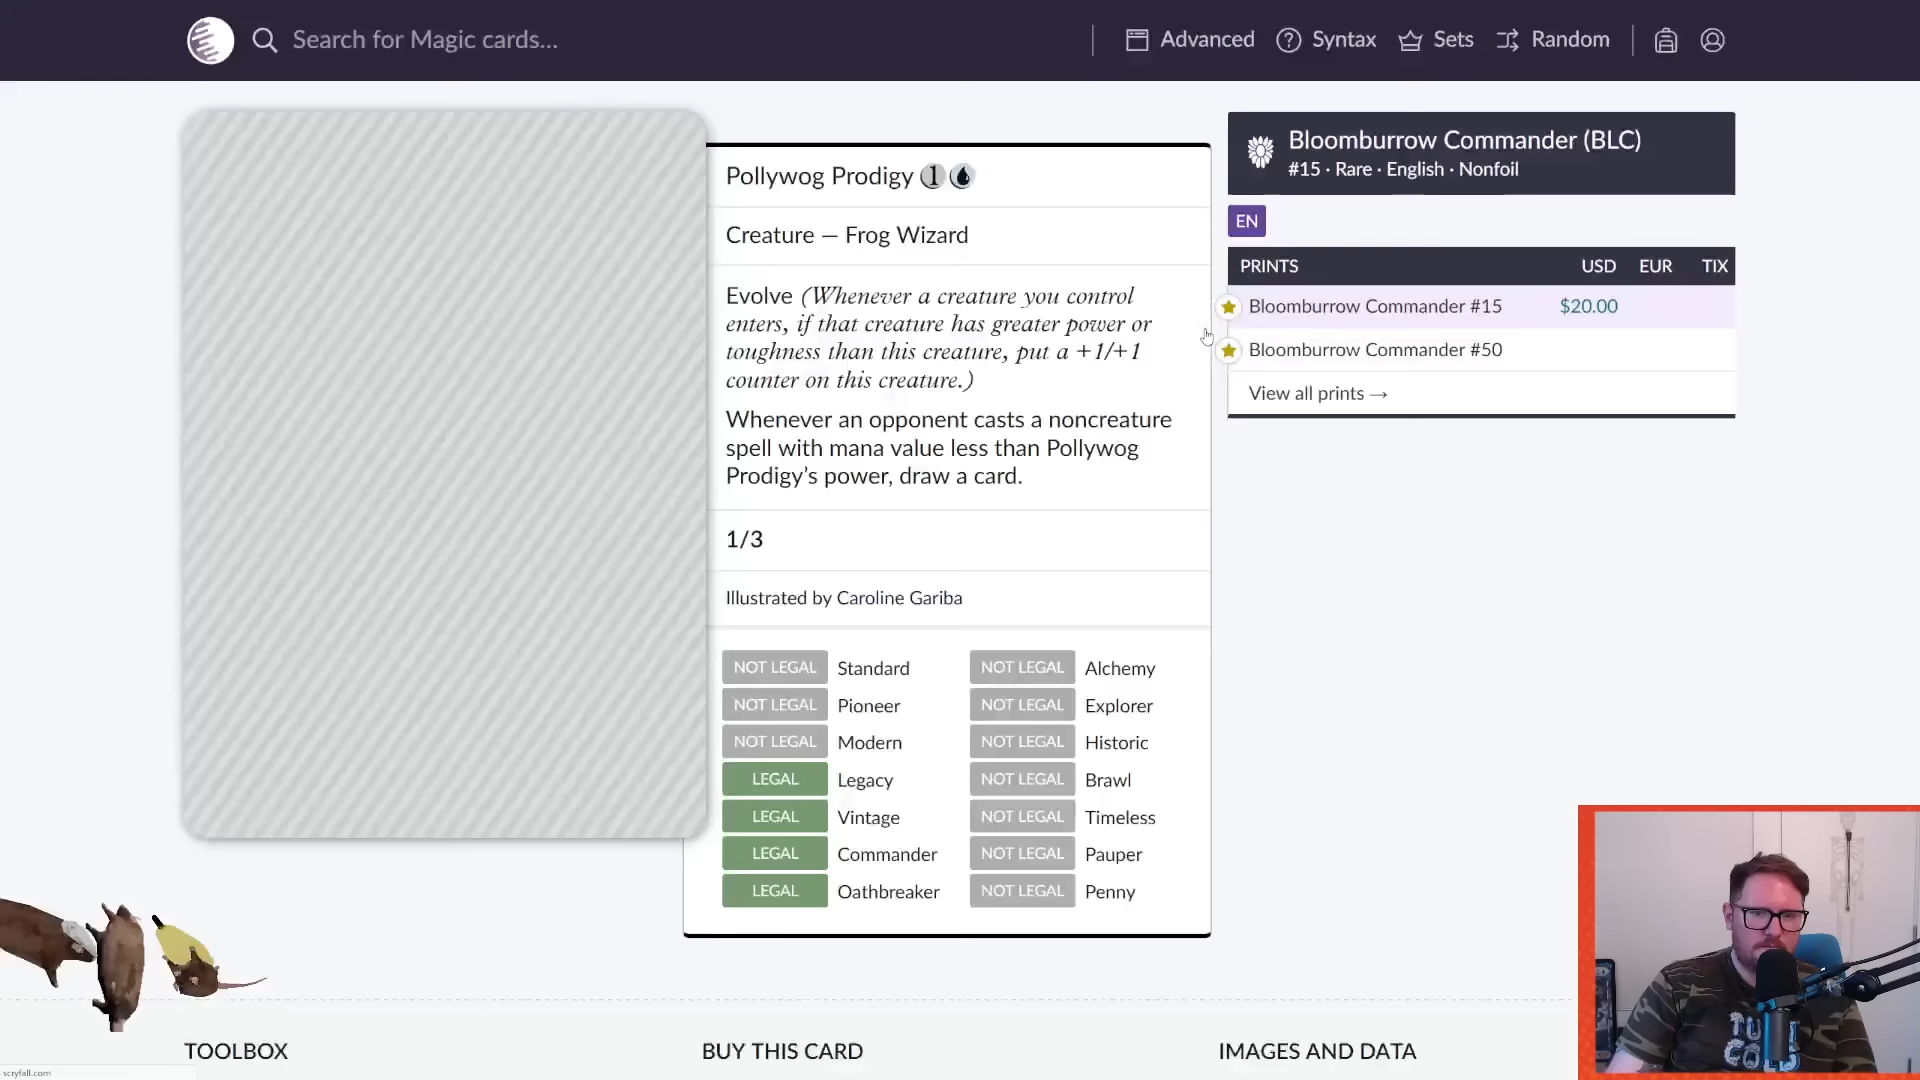 Search for Magic cards...
Advanced
Syntax
Sets
Random
Pollywog Prodigy 1
Creature — Frog Wizard
Evolve (Whenever a creature you control
enters, if that creature has greater power or
toughness than this creature, put a +1/+1
counter on this creature.)
Whenever an opponent casts a noncreature
spell with mana value less than Pollywog
Prodigy’s power, draw a card.
1/3
Illustrated by Caroline Gariba
NOT LEGAL Standard NOT LEGAL Alchemy
NOT LEGAL Pioneer NOT LEGAL Explorer
NOT LEGAL Modern NOT LEGAL Historic
LEGAL Legacy NOT LEGAL Brawl
LEGAL Vintage NOT LEGAL Timeless
LEGAL Commander NOT LEGAL Pauper
LEGAL Oathbreaker NOT LEGAL Penny
Bloomburrow Commander (BLC)
#15 · Rare · English · Nonfoil
EN
PRINTS USD EUR TIX
Bloomburrow Commander #15 $20.00
Bloomburrow Commander #50
View all prints →
TOOLBOX
BUY THIS CARD
IMAGES AND DATA
scryfall.com